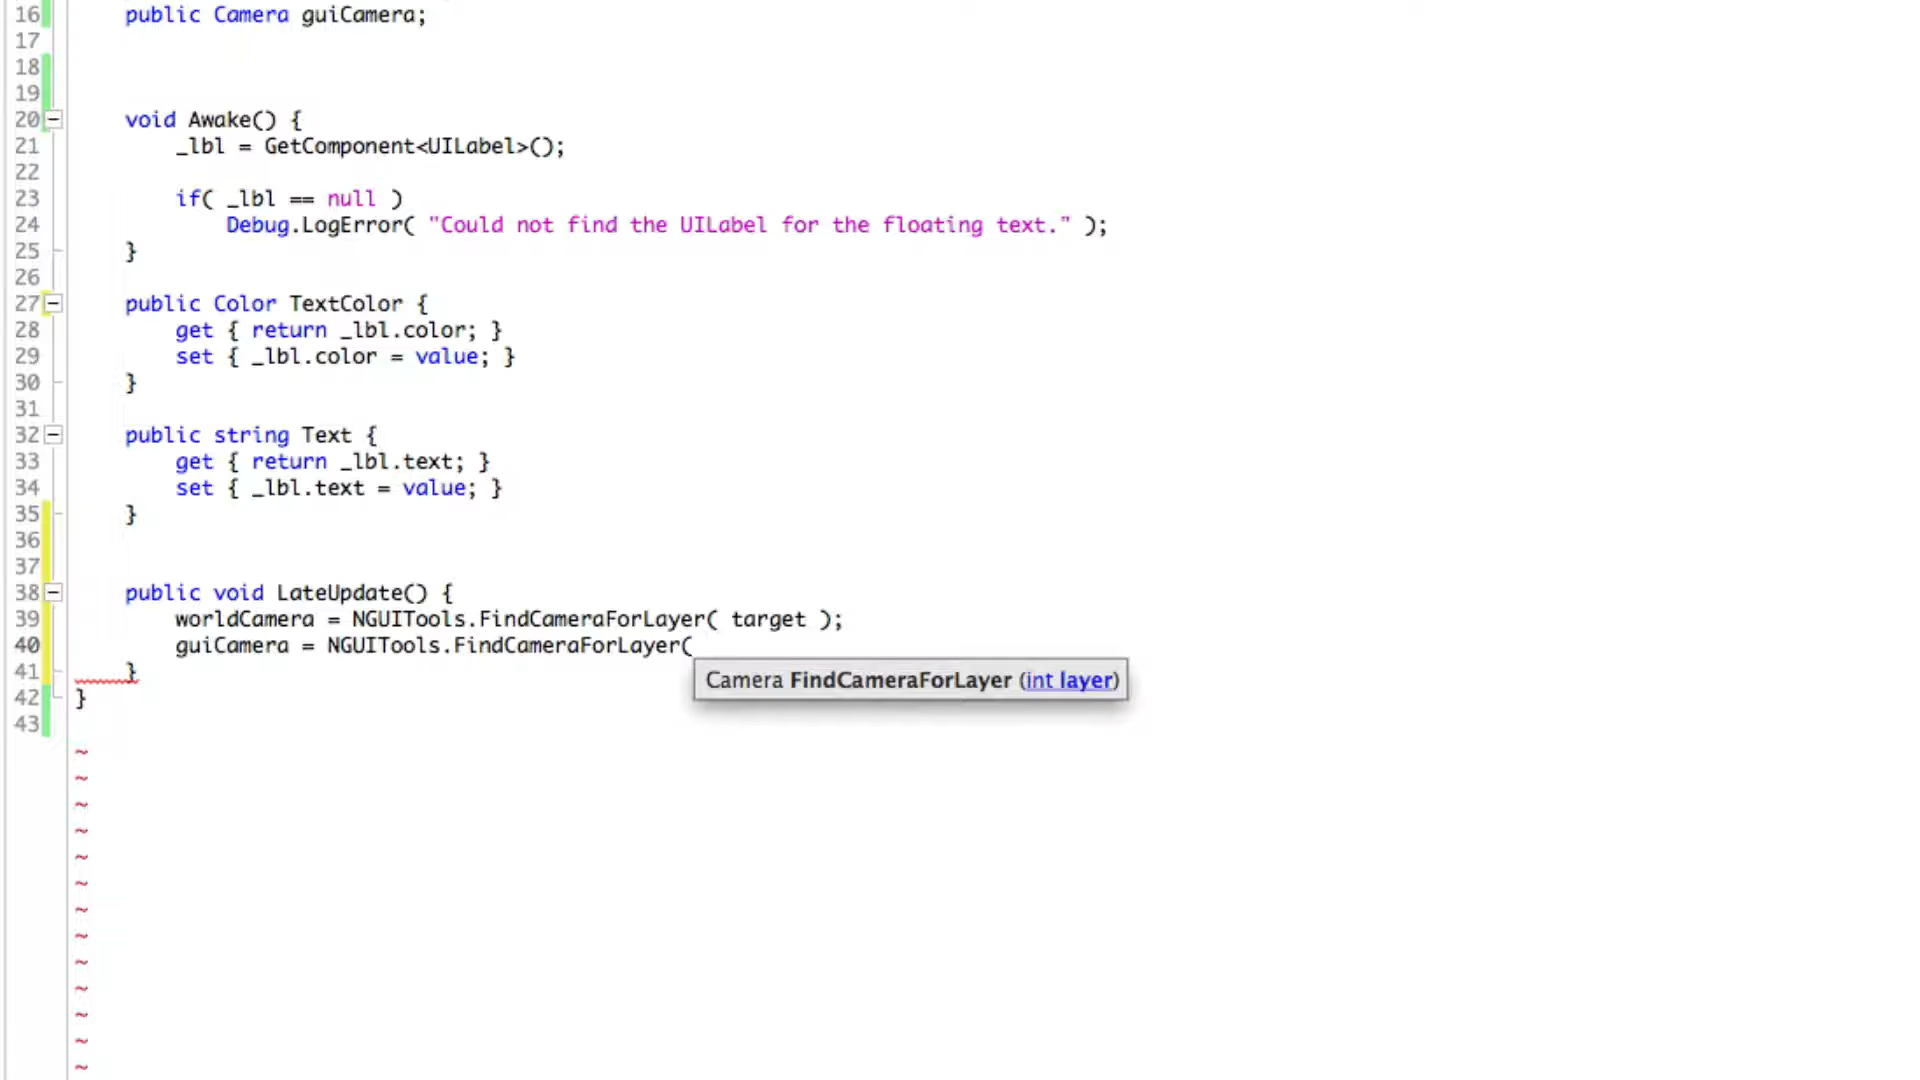 16 public Camera guiCamera;
17
18
19
20 void Awake() {
21 _lbl = GetComponent<UILabel>();
22
23 if( _lbl == null )
24 Debug.LogError( "Could not find the UILabel for the floating text." );
25 }
26
27 public Color TextColor {
28 get { return _lbl.color; }
29 set { _lbl.color = value; }
30 }
31
32 public string Text {
33 get { return _lbl.text; }
34 set { _lbl.text = value; }
35 }
36
37
38 public void LateUpdate() {
39 worldCamera = NGUITools.FindCameraForLayer( target );
40 guiCamera = NGUITools.FindCameraForLayer(
41 }
Camera FindCameraForLayer (int layer)
42 }
43
~
~
~
~
~
~
~
~
~
~
~
~
~